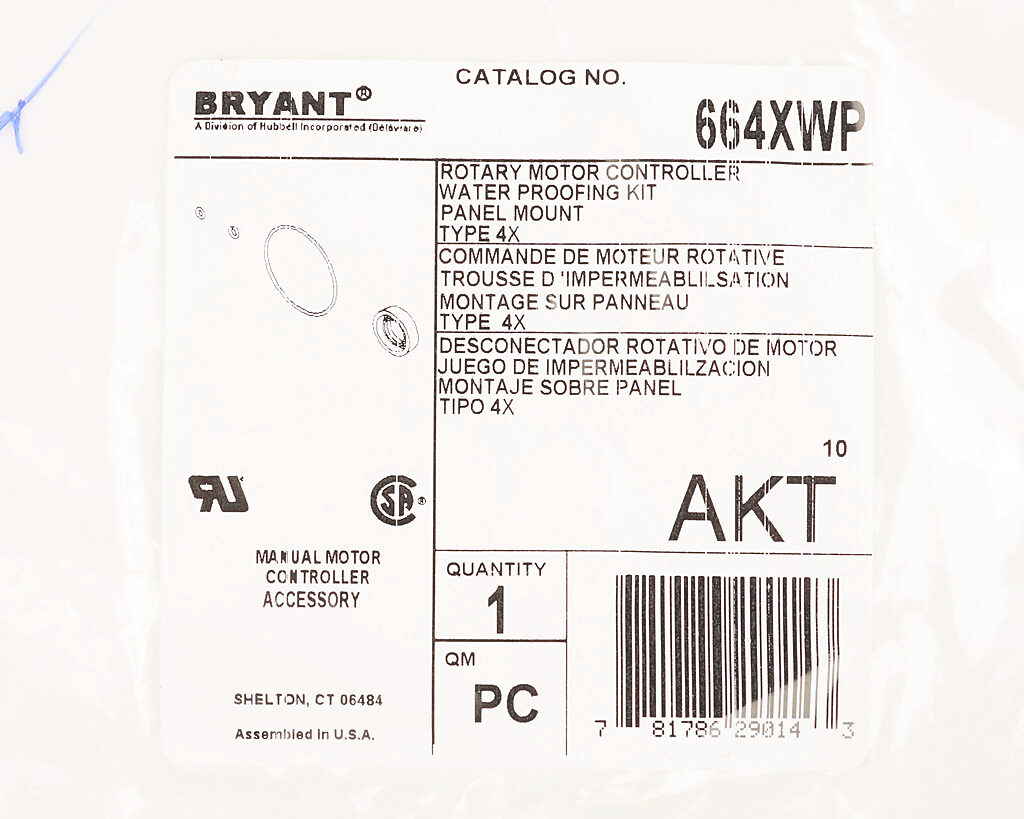 CATALOG NO.
BRYANT®
A Division of Hubbell Incorporated (Delaware)
664XWP
ROTARY MOTOR CONTROLLER
WATER PROOFING KIT
PANEL MOUNT
TYPE 4X
COMMANDE DE MOTEUR ROTATIVE
TROUSSE D 'IMPERMEABLILSATION
MONTAGE SUR PANNEAU
TYPE 4X
DESCONECTADOR ROTATIVO DE MOTOR
JUEGO DE IMPERMEABLILZACION
MONTAJE SOBRE PANEL
TIPO 4X
10
AKT
RU
CSA®
MANUAL MOTOR
CONTROLLER
ACCESSORY
SHELTON, CT 06484
Assembled in U.S.A.
QUANTITY
1
QM
PC
7 81786 29014 3